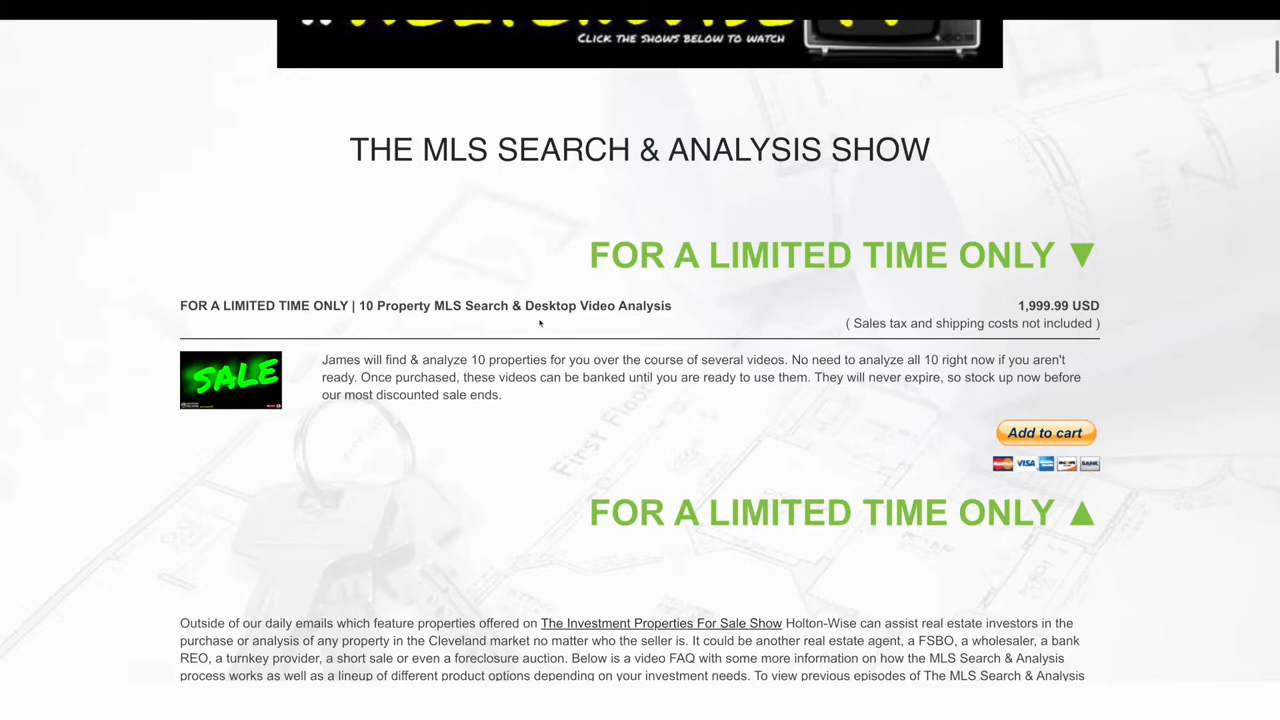 CLICK THE SHOWS BELOW TO WATCH
THE MLS SEARCH & ANALYSIS SHOW
FOR A LIMITED TIME ONLY ▼
FOR A LIMITED TIME ONLY | 10 Property MLS Search & Desktop Video Analysis
1,999.99 USD
( Sales tax and shipping costs not included )
SALE
James will find & analyze 10 properties for you over the course of several videos. No need to analyze all 10 right now if you aren't
ready. Once purchased, these videos can be banked until you are ready to use them. They will never expire, so stock up now before
our most discounted sale ends.
Add to cart
VISA
BANK
FOR A LIMITED TIME ONLY ▲
First Floor
Outside of our daily emails which feature properties offered on The Investment Properties For Sale Show Holton-Wise can assist real estate investors in the
purchase or analysis of any property in the Cleveland market no matter who the seller is. It could be another real estate agent, a FSBO, a wholesaler, a bank
REO, a turnkey provider, a short sale or even a foreclosure auction. Below is a video FAQ with some more information on how the MLS Search & Analysis
process works as well as a lineup of different product options depending on your investment needs. To view previous episodes of The MLS Search & Analysis